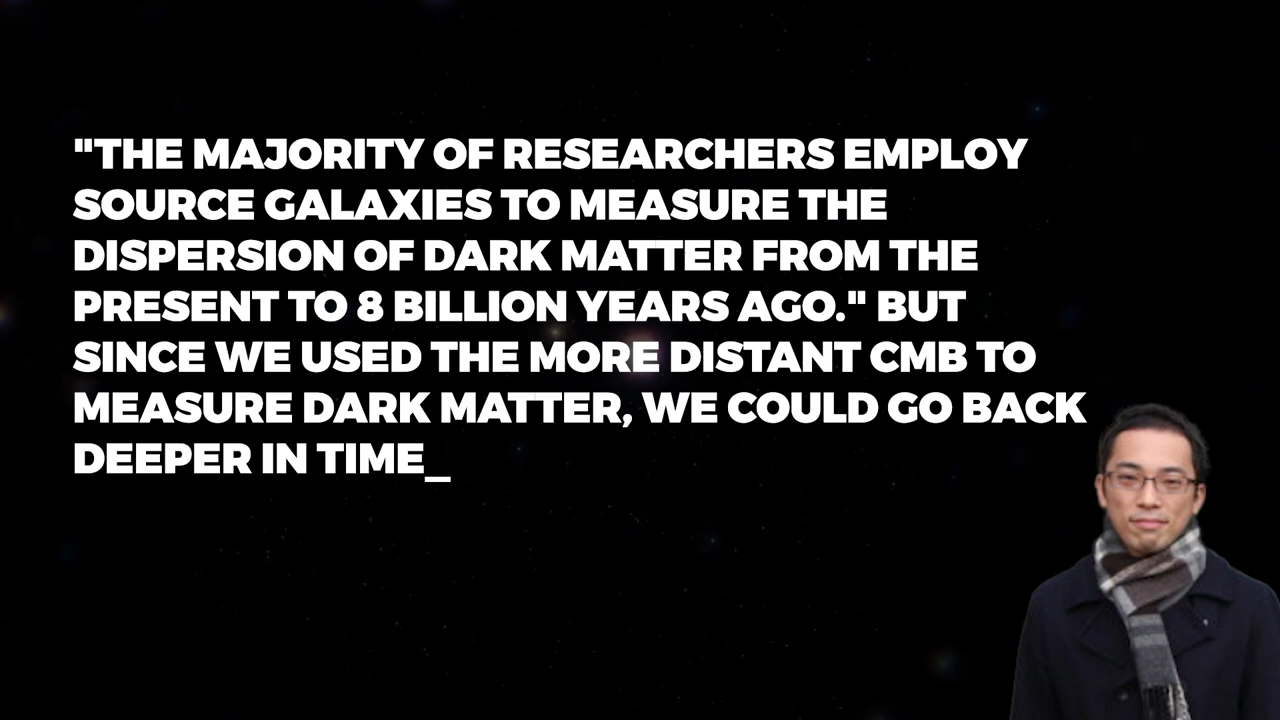 "THE MAJORITY OF RESEARCHERS EMPLOY
SOURCE GALAXIES TO MEASURE THE
DISPERSION OF DARK MATTER FROM THE
PRESENT TO 8 BILLION YEARS AGO." BUT
SINCE WE USED THE MORE DISTANT CMB TO
MEASURE DARK MATTER, WE COULD GO BACK
DEEPER IN TIME_